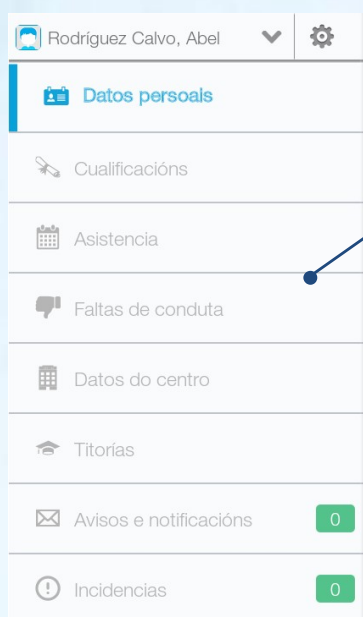 Rodríguez Calvo, Abel
Datos persoais
Cualificacións
Asistencia
Faltas de conduta
Datos do centro
Titorías
Avisos e notificacións 0
Incidencias 0